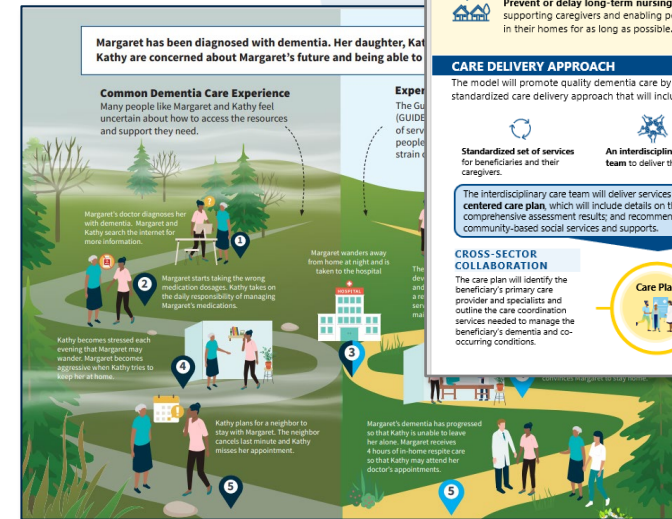 Margaret has been diagnosed with dementia. Her daughter,
Kathy are concerned about Margaret's future and being able to
Common Dementia Care Experience
Many people like Margaret and Kathy feel
uncertain about how to access the resources
and support they need.
The
(GUIDE
of
people
strain
Margaret's doctor diagnoses her
with dementia. Margaret and
Kathy search the internet for
more information.
1
2
Margaret starts taking the wrong
medication dosages. Kathy takes on
the daily responsibility of managing
Margaret's medications.
Margaret wanders away
from home at night and is
taken to the hospital
HOSPITAL
3
The
and
Kathy becomes stressed each
evening that Margaret may
wander. Margaret becomes
aggressive when Kathy tries to
keep her at home.
4
convinces Margaret to stay home.
Kathy plans for a neighbor to
stay with Margaret. The neighbor
cancels last minute and Kathy
misses her appointment.
5
Margaret's dementia has progressed
so that Kathy is unable to leave
her alone. Margaret receives
4 hours of in-home respite care
so that Kathy may attend her
doctor's appointments.
5
Prevent or delay long-term nursing
supporting caregivers and enabling
in their homes for as long as possible.
CARE DELIVERY APPROACH
The model will promote quality dementia care by
standardized care delivery approach that will
Standardized set of services
for beneficiaries and their
caregivers.
An
team to deliver
The interdisciplinary care team will deliver services
centered care plan, which will include details on
comprehensive assessment results; and
community-based social services and supports.
CROSS-SECTOR
COLLABORATION
The care plan will identify the
beneficiary's primary care
provider and specialists and
outline the care coordination
services needed to manage the
beneficiary's dementia and co-
occurring conditions.
Care